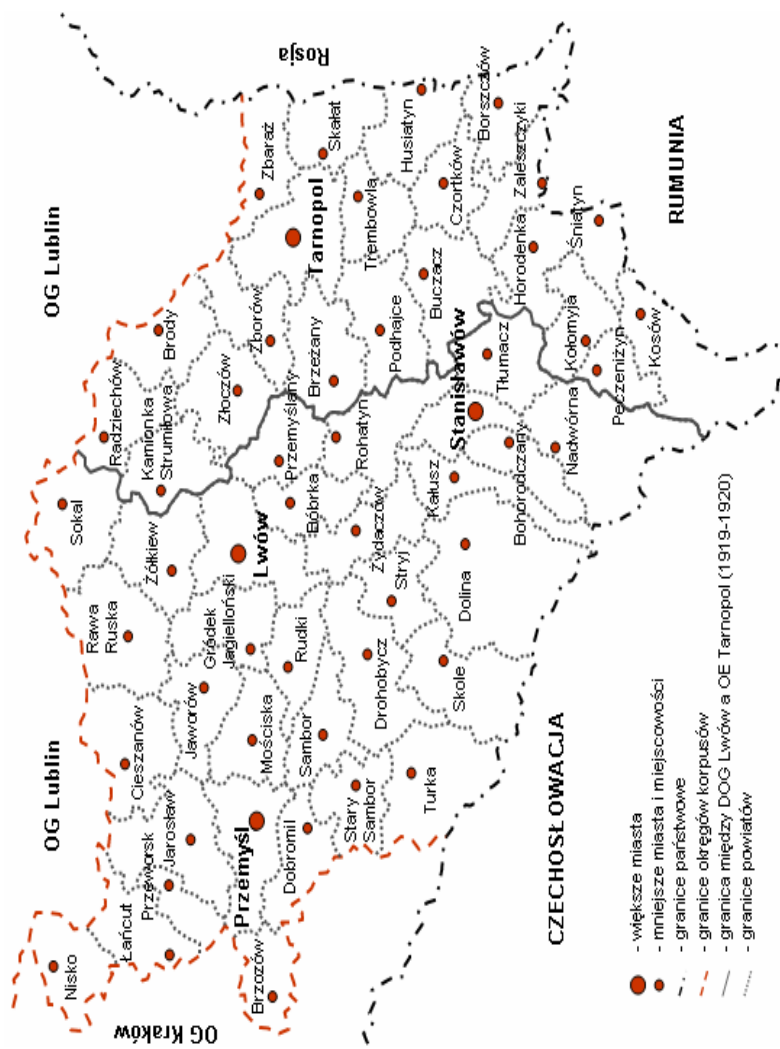 OG Lublin
OG Lublin
Rosja
Nisko
Sokal
Radziechów
Rawa
Ruska
Cieszanów
Kamionka
Strumiłowa
Brody
Zbaraż
Łańcut
Przeworsk
Jarosław
Jaworów
Żółkiew
Złoczów
Zborów
Skałat
Tarnopol
OG Kraków
Brzozów
Przemyśl
Mościska
Gródek
Jagielloński
Lwów
Przemyślany
Brzeżany
Trembowla
Husiatyn
Dobromil
Sambor
Rudki
Bóbrka
Rohatyn
Podhajce
Buczacz
Czortków
Borszczów
Stary
Sambor
Drohobycz
Stryj
Żydaczów
Turka
Skole
Dolina
Kałusz
Stanisławów
Tłumacz
Horodenka
Zaleszczyki
Bohorodczany
Nadwórna
Kołomyja
Śniatyn
Peczeniżyn
Kosów
CZECHOSŁOWACJA
RUMUNIA
- większe miasta
- mniejsze miasta i miejscowości
- granice państwowe
- granice okręgów korpusów
- granica między DOG Lwów a OE Tarnopol (1919-1920)
- granice powiatów